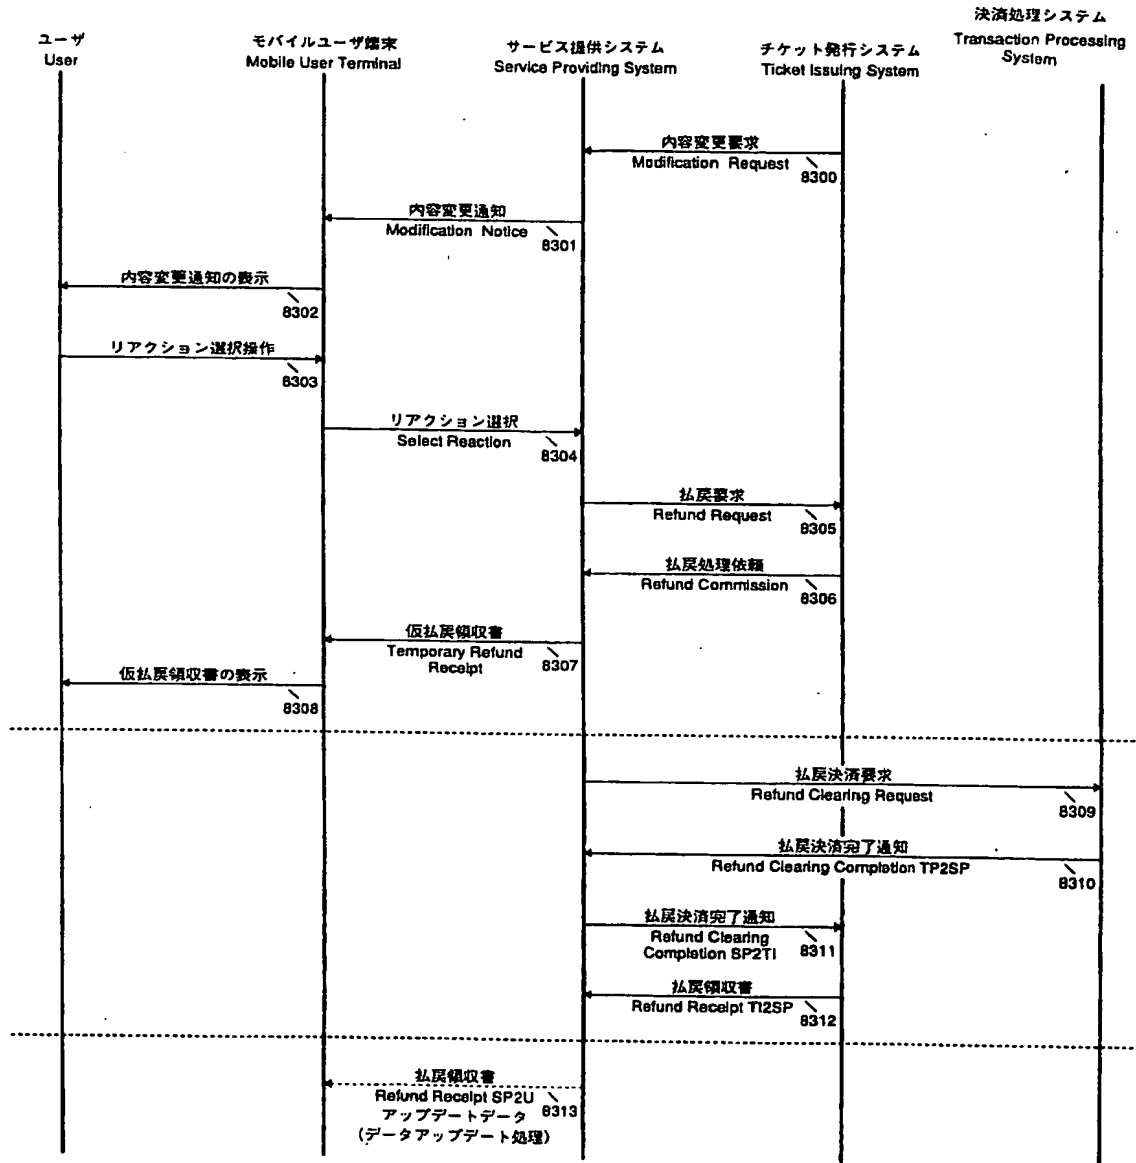 ユーザ
User
モバイルユーザ端末
Mobile User Terminal
サービス提供システム
Service Providing System
チケット発行システム
Ticket Issuing System
決済処理システム
Transaction Processing
System
内容変更要求
Modification Request
8300
内容変更通知
Modification Notice
8301
内容変更通知の表示
8302
リアクション選択操作
8303
リアクション選択
Select Reaction
8304
払戻要求
Refund Request
8305
払戻処理依頼
Refund Commission
8306
仮払戻領収書
Temporary Refund
Receipt
8307
仮払戻領収書の表示
8308
払戻決済要求
Refund Clearing Request
8309
払戻決済完了通知
Refund Clearing Completion TP2SP
8310
払戻決済完了通知
Refund Clearing
Completion SP2TI
8311
払戻領収書
Refund Receipt TI2SP
8312
払戻領収書
Refund Receipt SP2U
8313
アップデートデータ
(データアップデート処理)